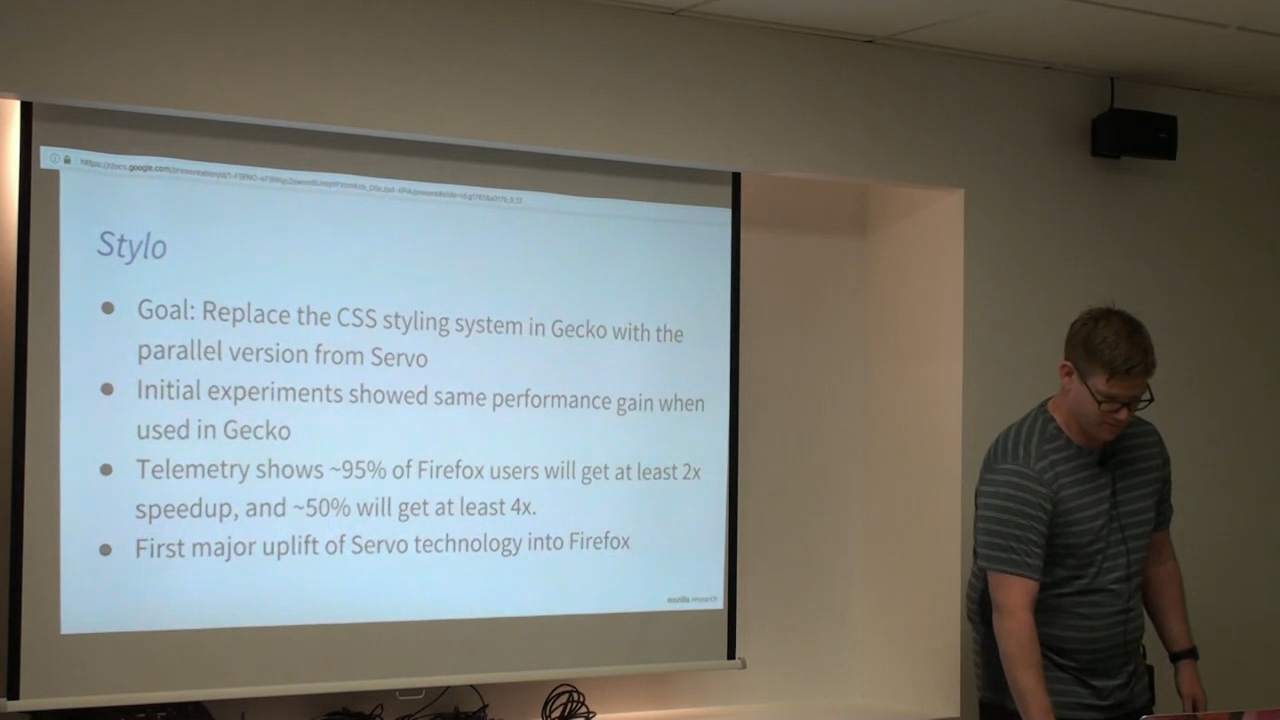 Stylo
● Goal: Replace the CSS styling system in Gecko with the
parallel version from Servo
● Initial experiments showed same performance gain when
used in Gecko
● Telemetry shows ~95% of Firefox users will get at least 2x
speedup, and ~50% will get at least 4x.
● First major uplift of Servo technology into Firefox
mozilla research